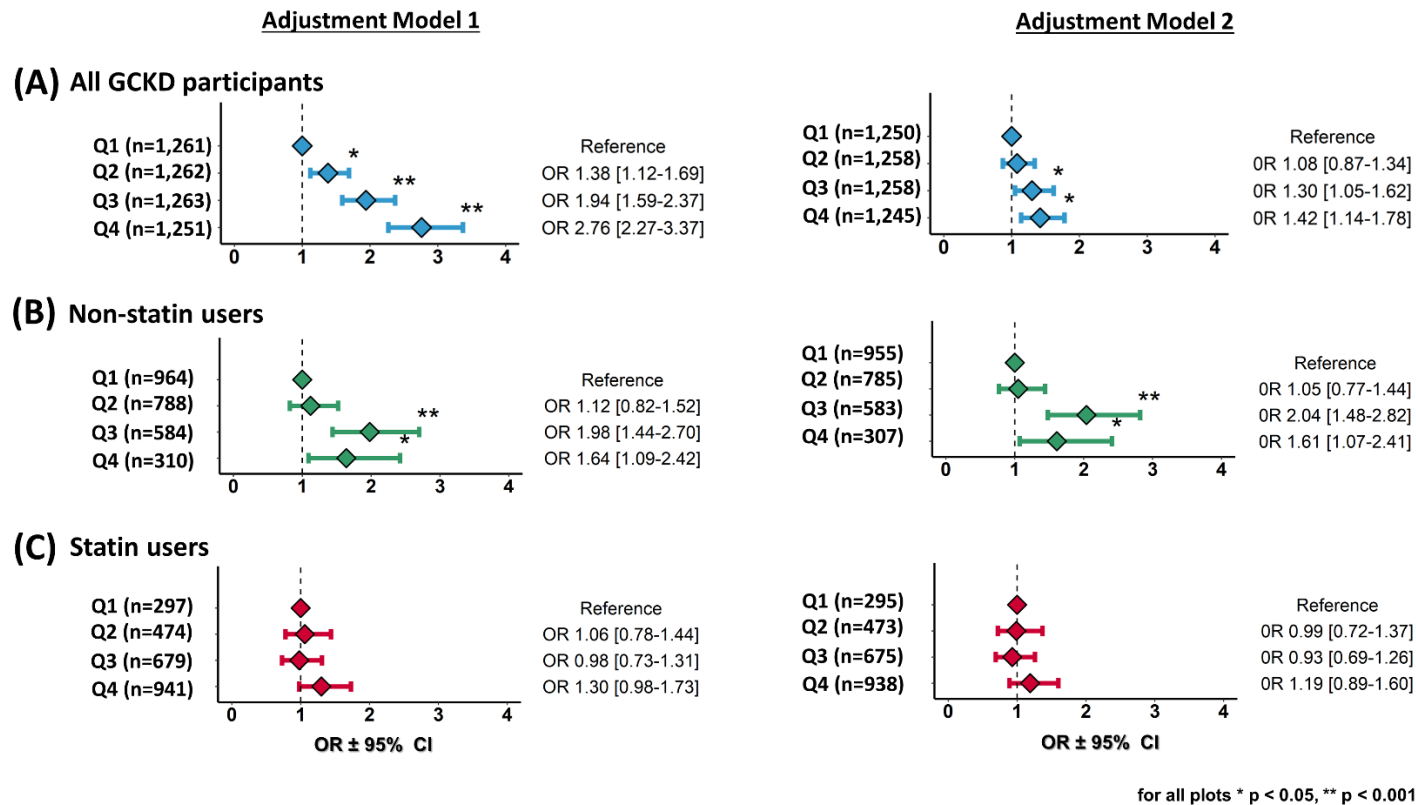 Adjustment Model 1
Adjustment Model 2
(A) All GCKD participants
Q1 (n=1,261)
Q2 (n=1,262)
Q3 (n=1,263)
Q4 (n=1,251)
*
**
**
Reference
OR 1.38 [1.12-1.69]
OR 1.94 [1.59-2.37]
OR 2.76 [2.27-3.37]
0 1 2 3 4
Q1 (n=1,250)
Q2 (n=1,258)
Q3 (n=1,258)
Q4 (n=1,245)
*
*
Reference
0R 1.08 [0.87-1.34]
0R 1.30 [1.05-1.62]
0R 1.42 [1.14-1.78]
0 1 2 3 4
(B) Non-statin users
Q1 (n=964)
Q2 (n=788)
Q3 (n=584)
Q4 (n=310)
**
*
Reference
OR 1.12 [0.82-1.52]
OR 1.98 [1.44-2.70]
OR 1.64 [1.09-2.42]
0 1 2 3 4
Q1 (n=955)
Q2 (n=785)
Q3 (n=583)
Q4 (n=307)
**
*
Reference
0R 1.05 [0.77-1.44]
0R 2.04 [1.48-2.82]
0R 1.61 [1.07-2.41]
0 1 2 3 4
(C) Statin users
Q1 (n=297)
Q2 (n=474)
Q3 (n=679)
Q4 (n=941)
Reference
OR 1.06 [0.78-1.44]
OR 0.98 [0.73-1.31]
OR 1.30 [0.98-1.73]
0 1 2 3 4
OR ± 95% CI
Q1 (n=295)
Q2 (n=473)
Q3 (n=675)
Q4 (n=938)
Reference
0R 0.99 [0.72-1.37]
0R 0.93 [0.69-1.26]
0R 1.19 [0.89-1.60]
0 1 2 3 4
OR ± 95% CI
for all plots * p < 0.05, ** p < 0.001